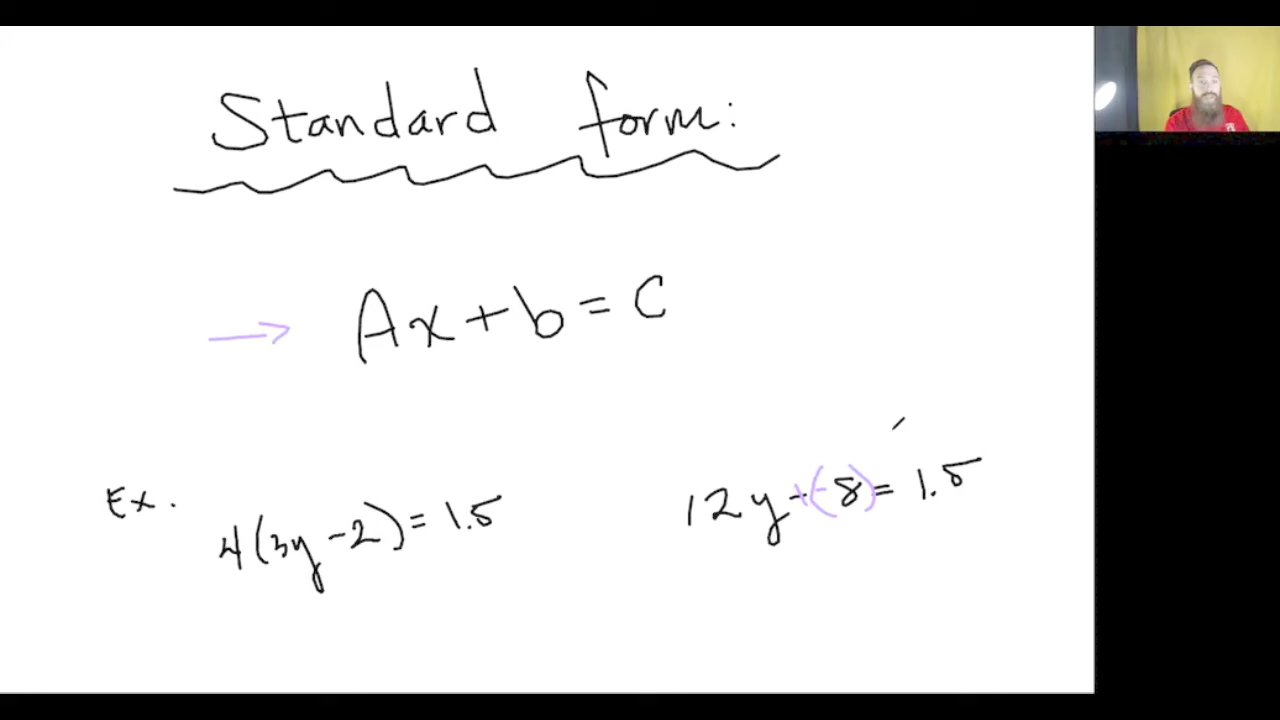 Standard form:
Ax + b = C
Ex. 4(3y - 2) = 1.5
12y + (-8) = 1.5